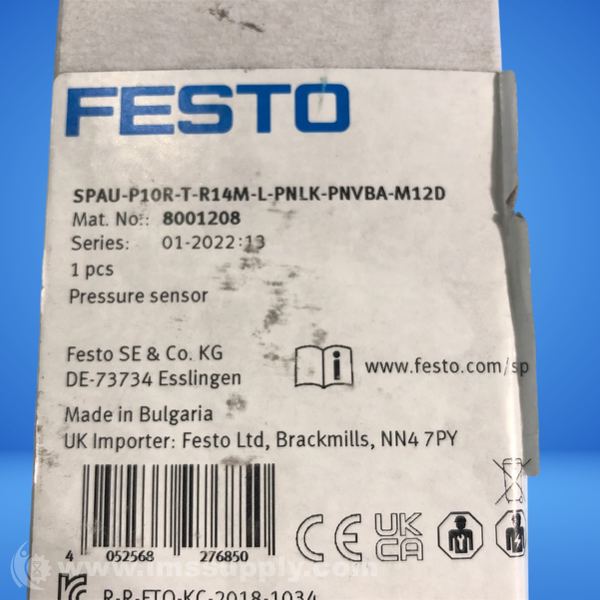 FESTO
SPAU-P10R-T-R14M-L-PNLK-PNVBA-M12D
Mat. No.: 8001208
Series: 01-2022:13
1 pcs
Pressure sensor
Festo SE & Co. KG
DE-73734 Esslingen
i www.festo.com/sp
Made in Bulgaria
UK Importer: Festo Ltd, Brackmills, NN4 7PY
4 052568 276850
CE UK CA
www.imssupply.com
R-R-FTO-KC-2018-1034